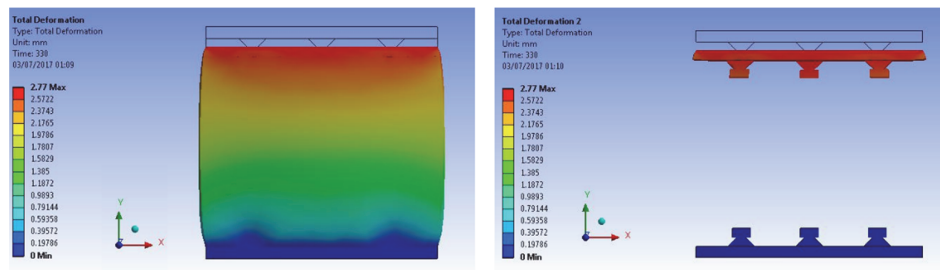 Total Deformation
Type: Total Deformation
Unit: mm
Time: 330
03/07/2017 01:09
2.77 Max
2.5722
2.3743
2.1765
1.9786
1.7807
1.5829
1.385
1.1872
0.9893
0.79144
0.59358
0.39572
0.19786
0 Min
Y
X
Total Deformation 2
Type: Total Deformation
Unit: mm
Time: 330
03/07/2017 01:10
2.77 Max
2.5722
2.3743
2.1765
1.9786
1.7807
1.5829
1.385
1.1872
0.9893
0.79144
0.59358
0.39572
0.19786
0 Min
Y
X